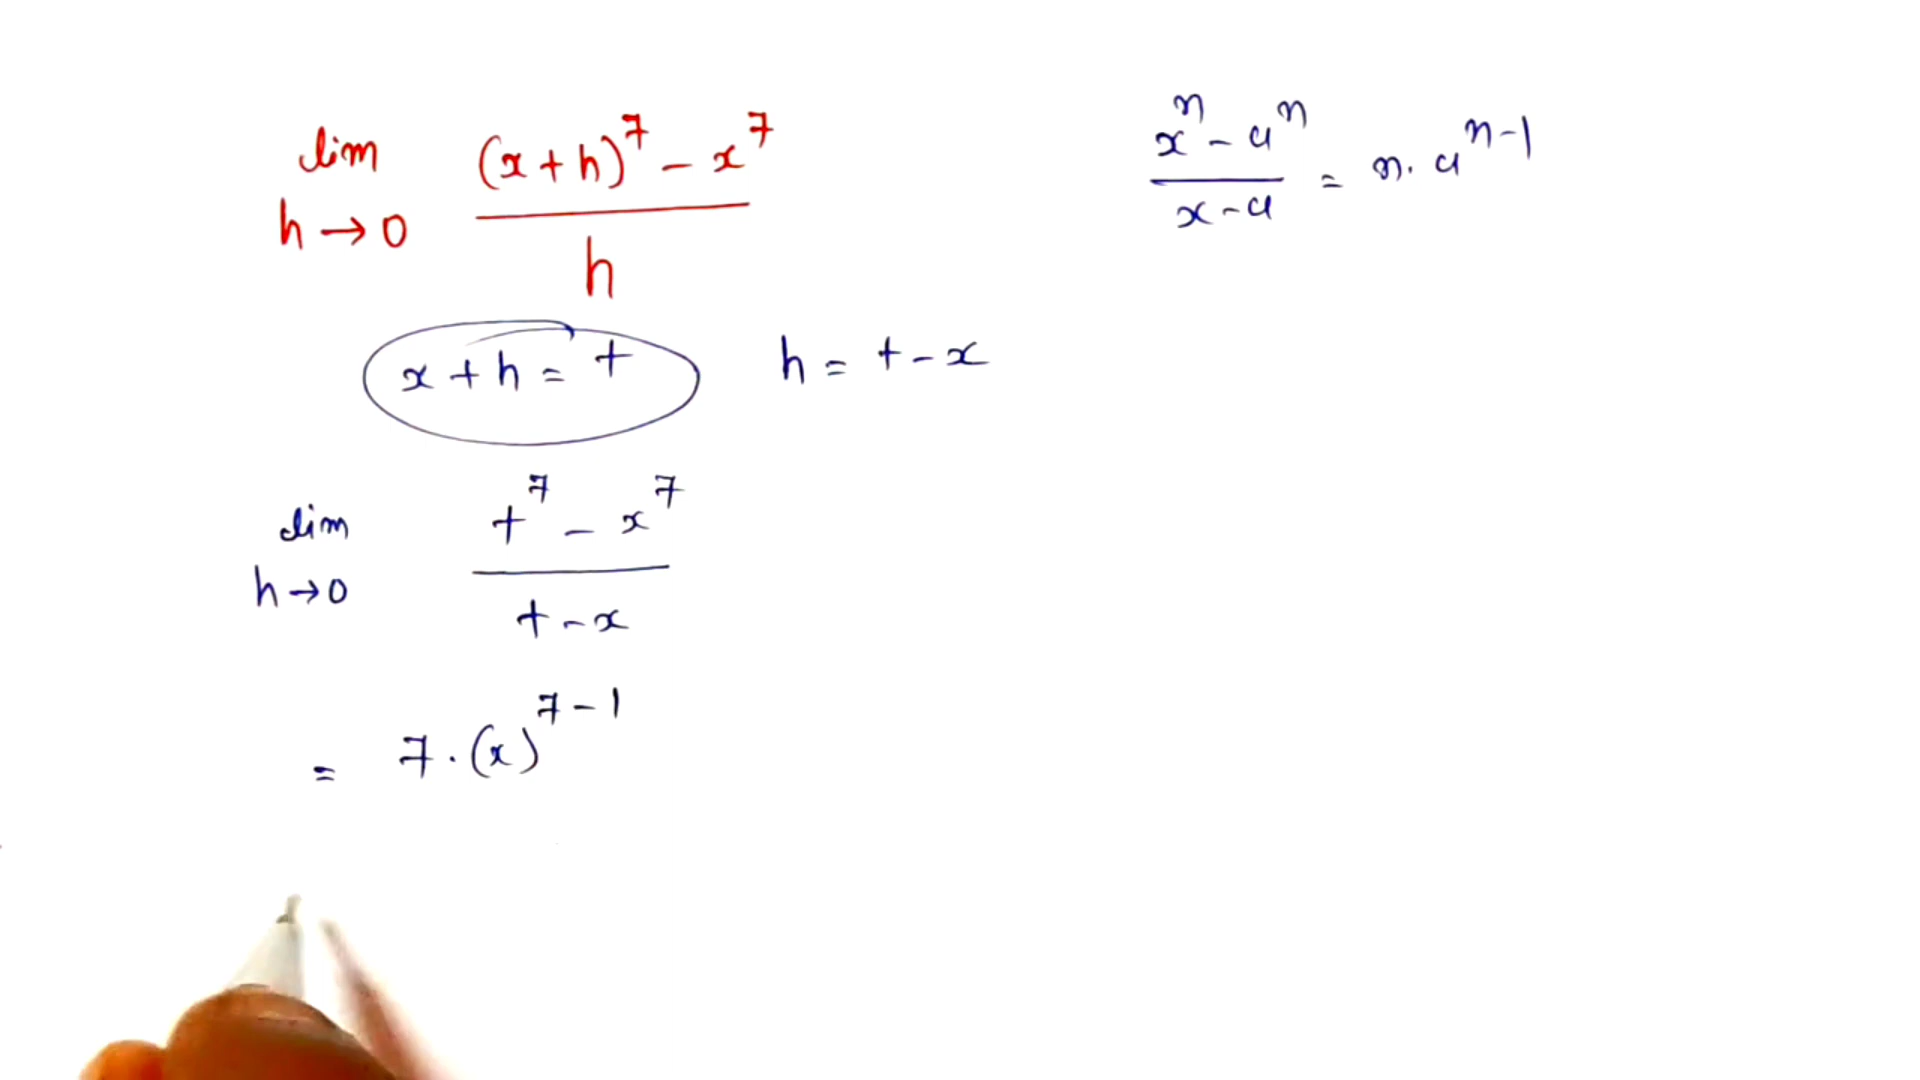 lim h→0 (x+h)^7 - x^7 / h
x^n - a^n / x-a = n. a^n-1
x + h = t h = t - x
lim h→0 t^7 - x^7 / t - x
= 7 . (x)^7-1